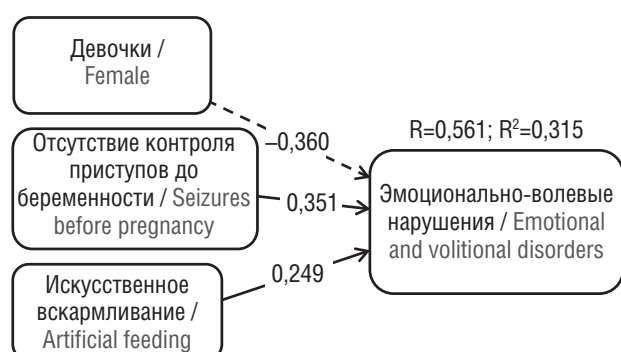 Девочки /
Female
–0,360
R=0,561; R²=0,315
Отсутствие контроля
приступов до
беременности / Seizures
before pregnancy
0,351
Эмоционально-волевые
нарушения / Emotional
and volitional disorders
Искусственное
вскармливание /
Artificial feeding
0,249